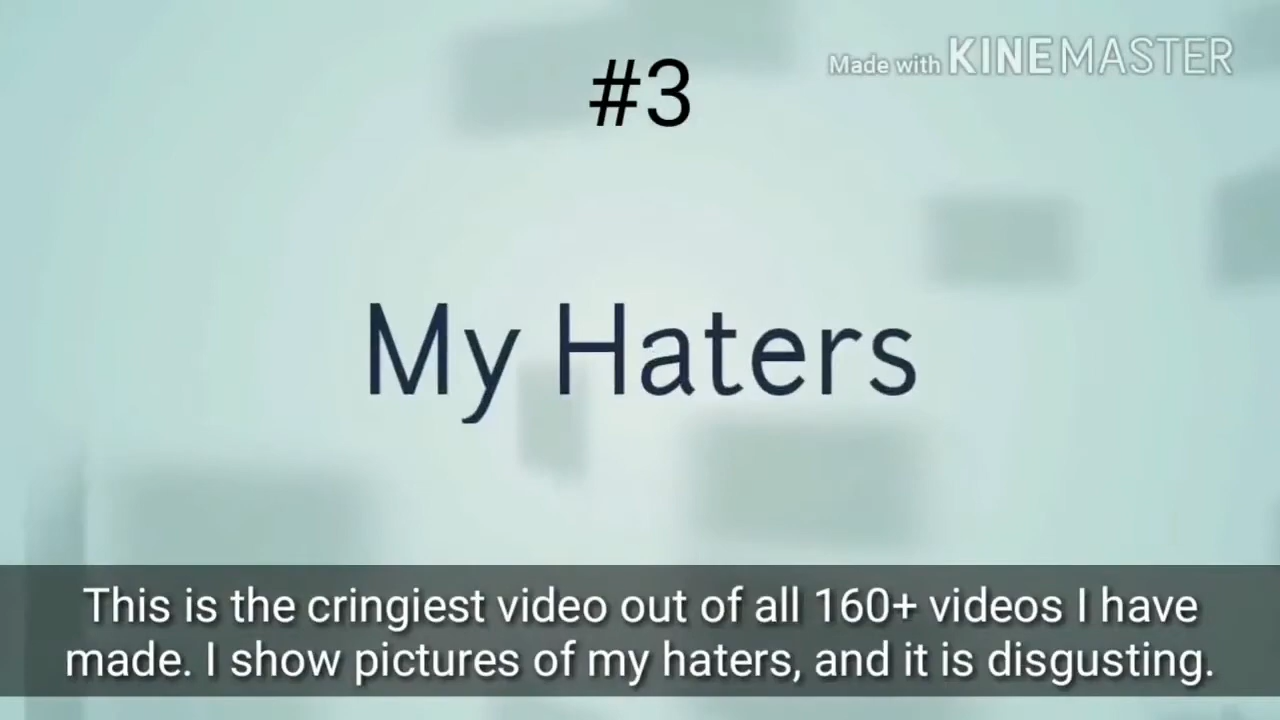 #3
Made with KINEMASTER
My Haters
This is the cringiest video out of all 160+ videos I have
made. I show pictures of my haters, and it is disgusting.